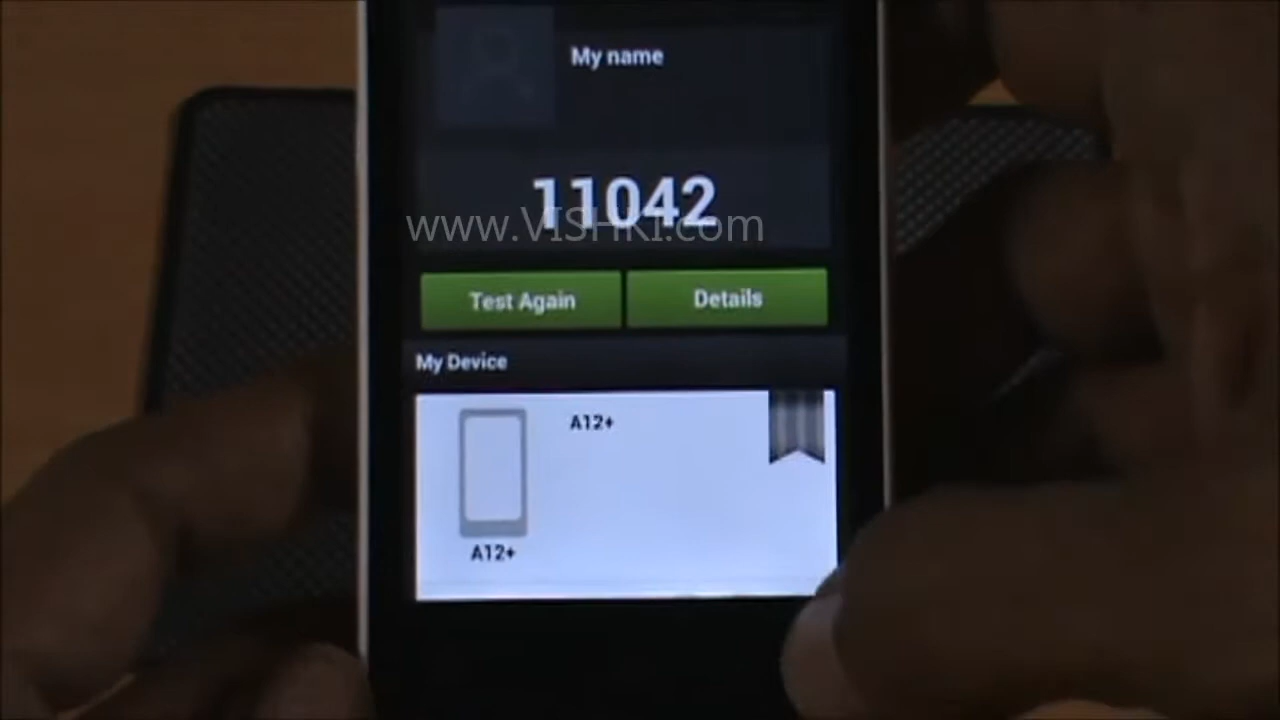 My name
11042
www.VISHKI.com
Test Again
Details
My Device
A12+
A12+